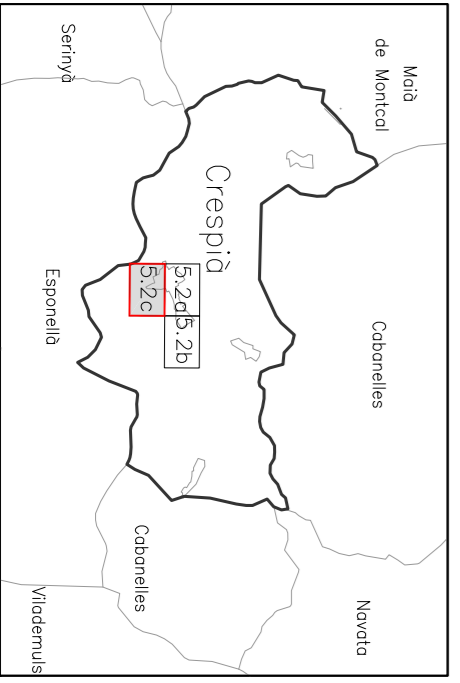 Maià
de Montcal
Cabanelles
Navata
Serinyà
Crespià
5.2a
5.2b
5.2c
Esponellà
Cabanelles
Vilademuls